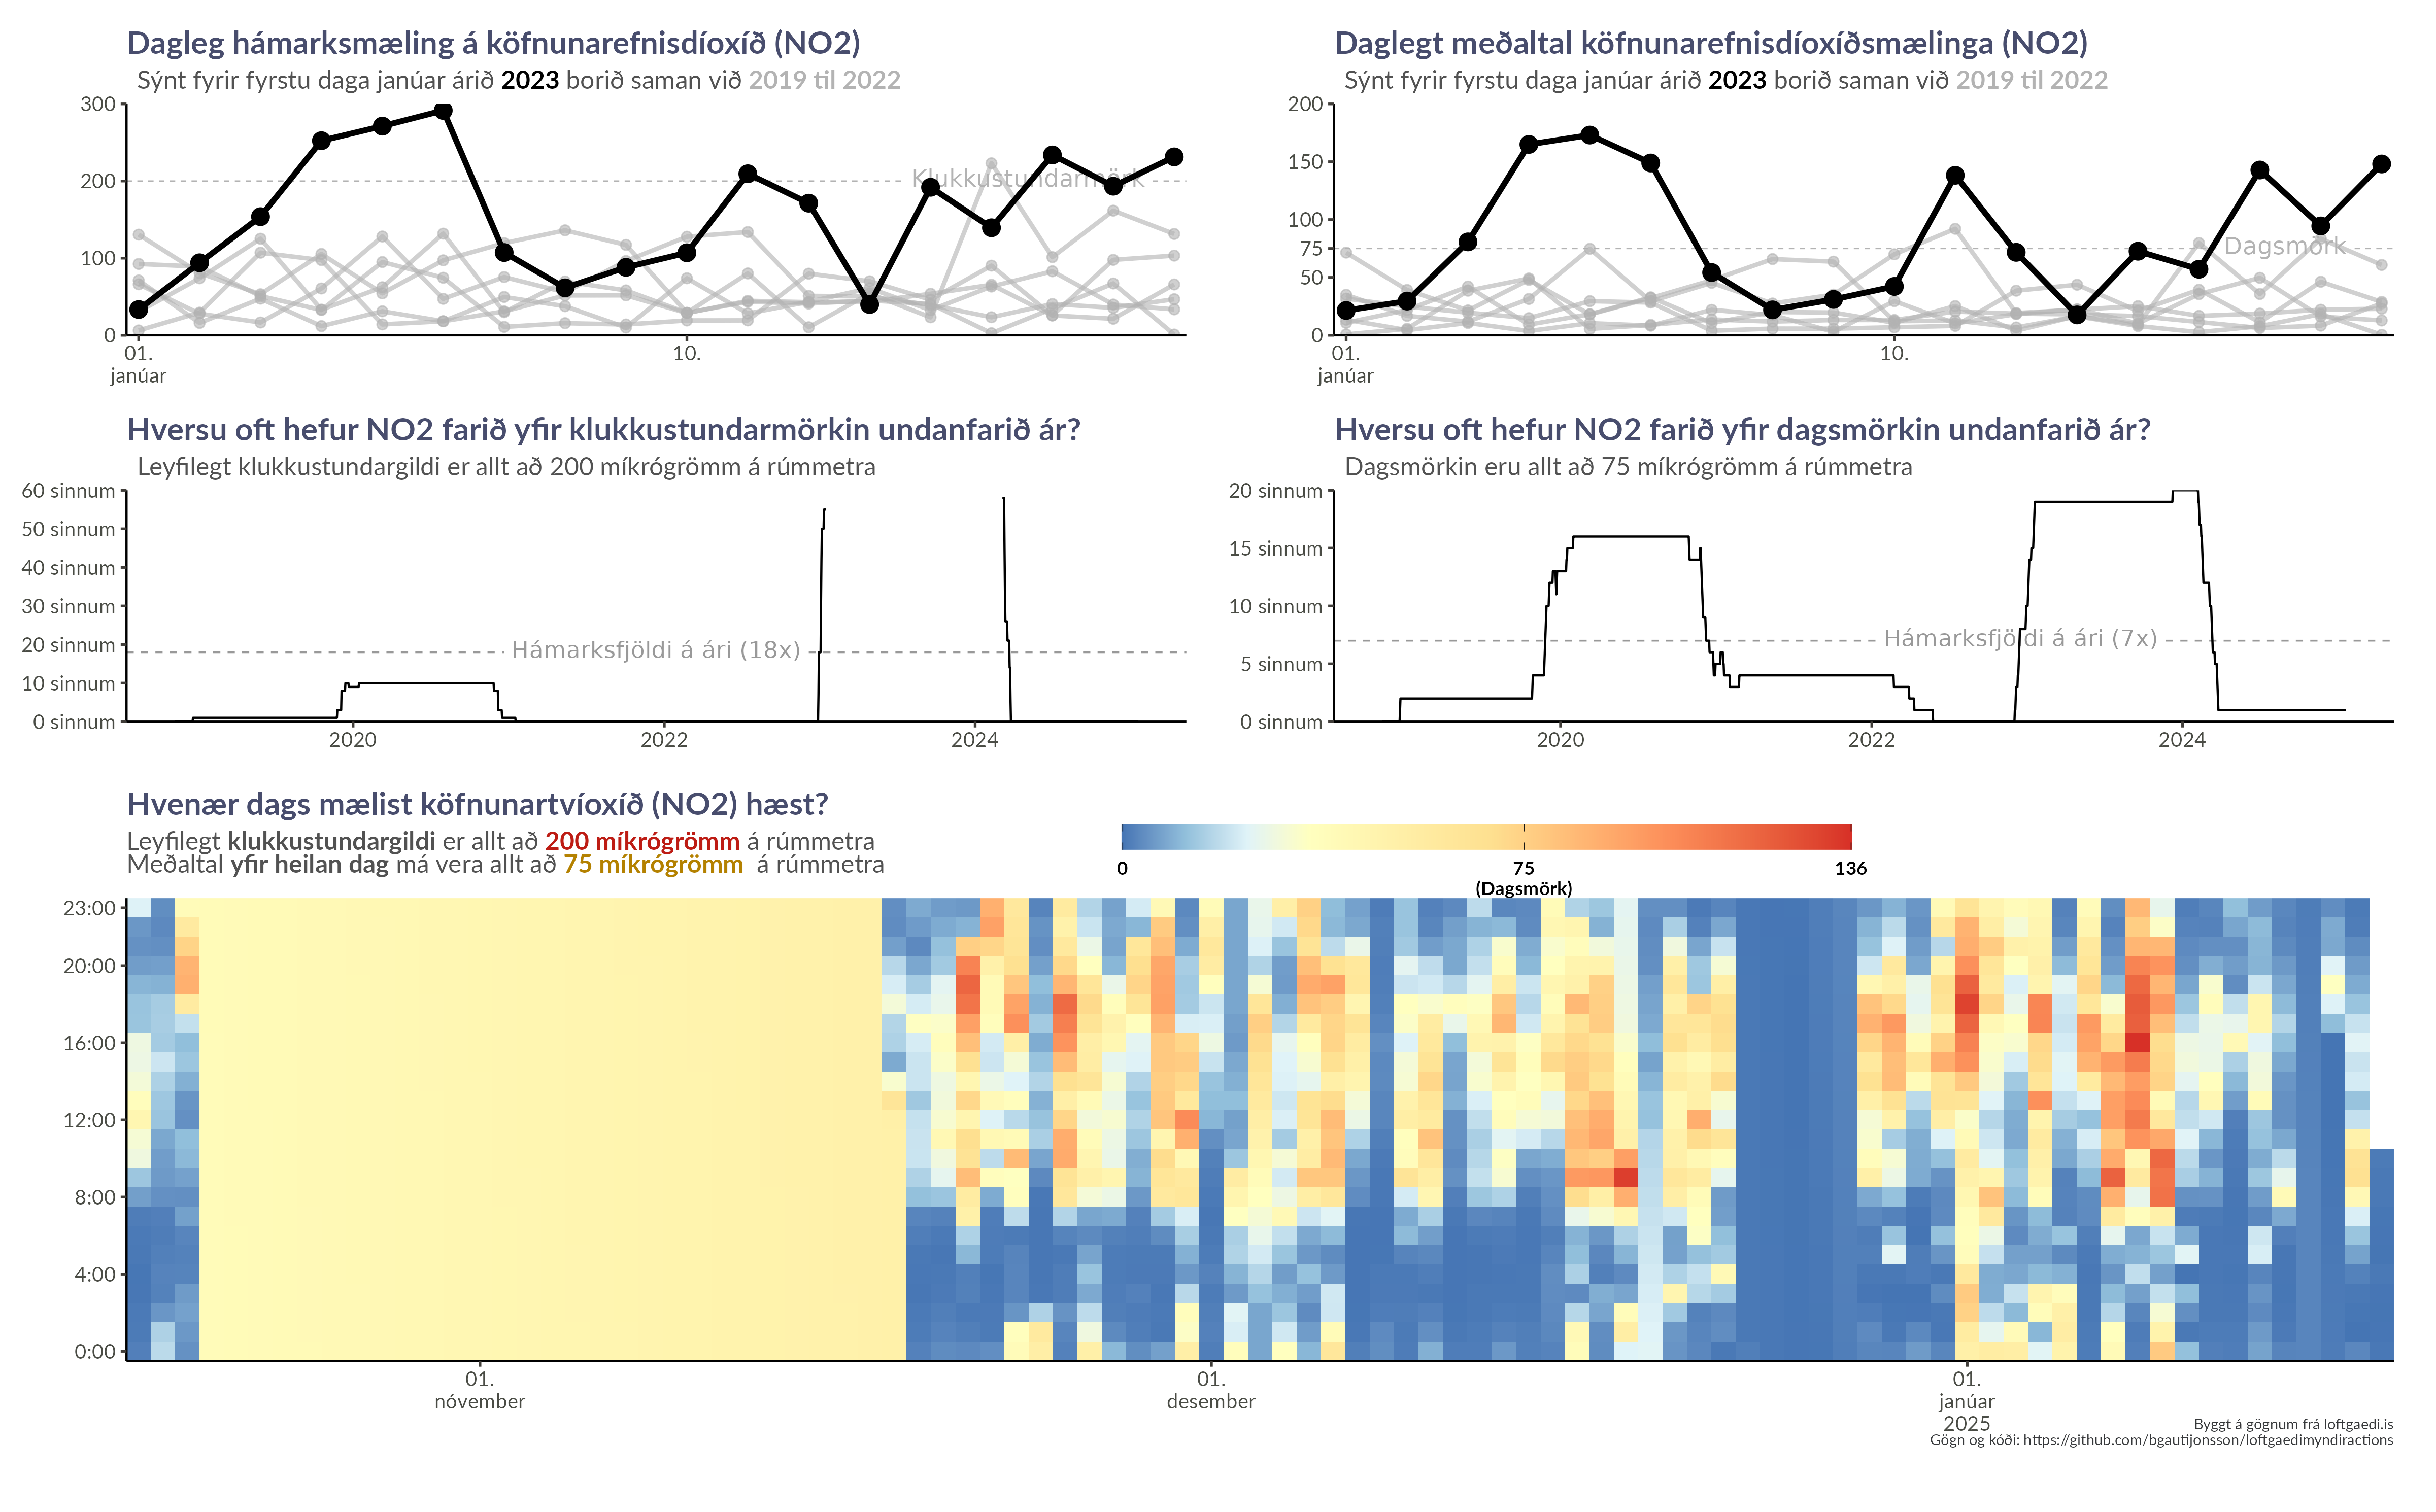 Dagleg hámarksmæling á köfnunarefnisdíoxíð (NO2)
Sýnt fyrir fyrstu daga janúar árið 2023 borið saman við 2019 til 2022
300
200
100
0
Klukkustundarmörk
01.
janúar
10.
Daglegt meðaltal köfnunarefnisdíoxíðsmælinga (NO2)
Sýnt fyrir fyrstu daga janúar árið 2023 borið saman við 2019 til 2022
200
150
100
75
50
0
Dagsmörk
01.
janúar
10.
Hversu oft hefur NO2 farið yfir klukkustundarmörkin undanfarið ár?
Leyfilegt klukkustundargildi er allt að 200 míkrógrömm á rúmmetra
60 sinnum
50 sinnum
40 sinnum
30 sinnum
20 sinnum
10 sinnum
0 sinnum
Hámarksfjöldi á ári (18x)
2020
2022
2024
Hversu oft hefur NO2 farið yfir dagsmörkin undanfarið ár?
Dagsmörkin eru allt að 75 míkrógrömm á rúmmetra
20 sinnum
15 sinnum
10 sinnum
5 sinnum
0 sinnum
Hámarksfjöldi á ári (7x)
2020
2022
2024
Hvenær dags mælist köfnunartvíoxíð (NO2) hæst?
Leyfilegt klukkustundargildi er allt að 200 míkrógrömm á rúmmetra
Meðaltal yfir heilan dag má vera allt að 75 míkrógrömm á rúmmetra
0
75
(Dagsmörk)
136
23:00
20:00
16:00
12:00
8:00
4:00
0:00
01.
nóvember
01.
desember
01.
janúar
2025
Byggt á gögnum frá loftgaedi.is
Gögn og kóði: https://github.com/bgautijonsson/loftgaedimyndiractions